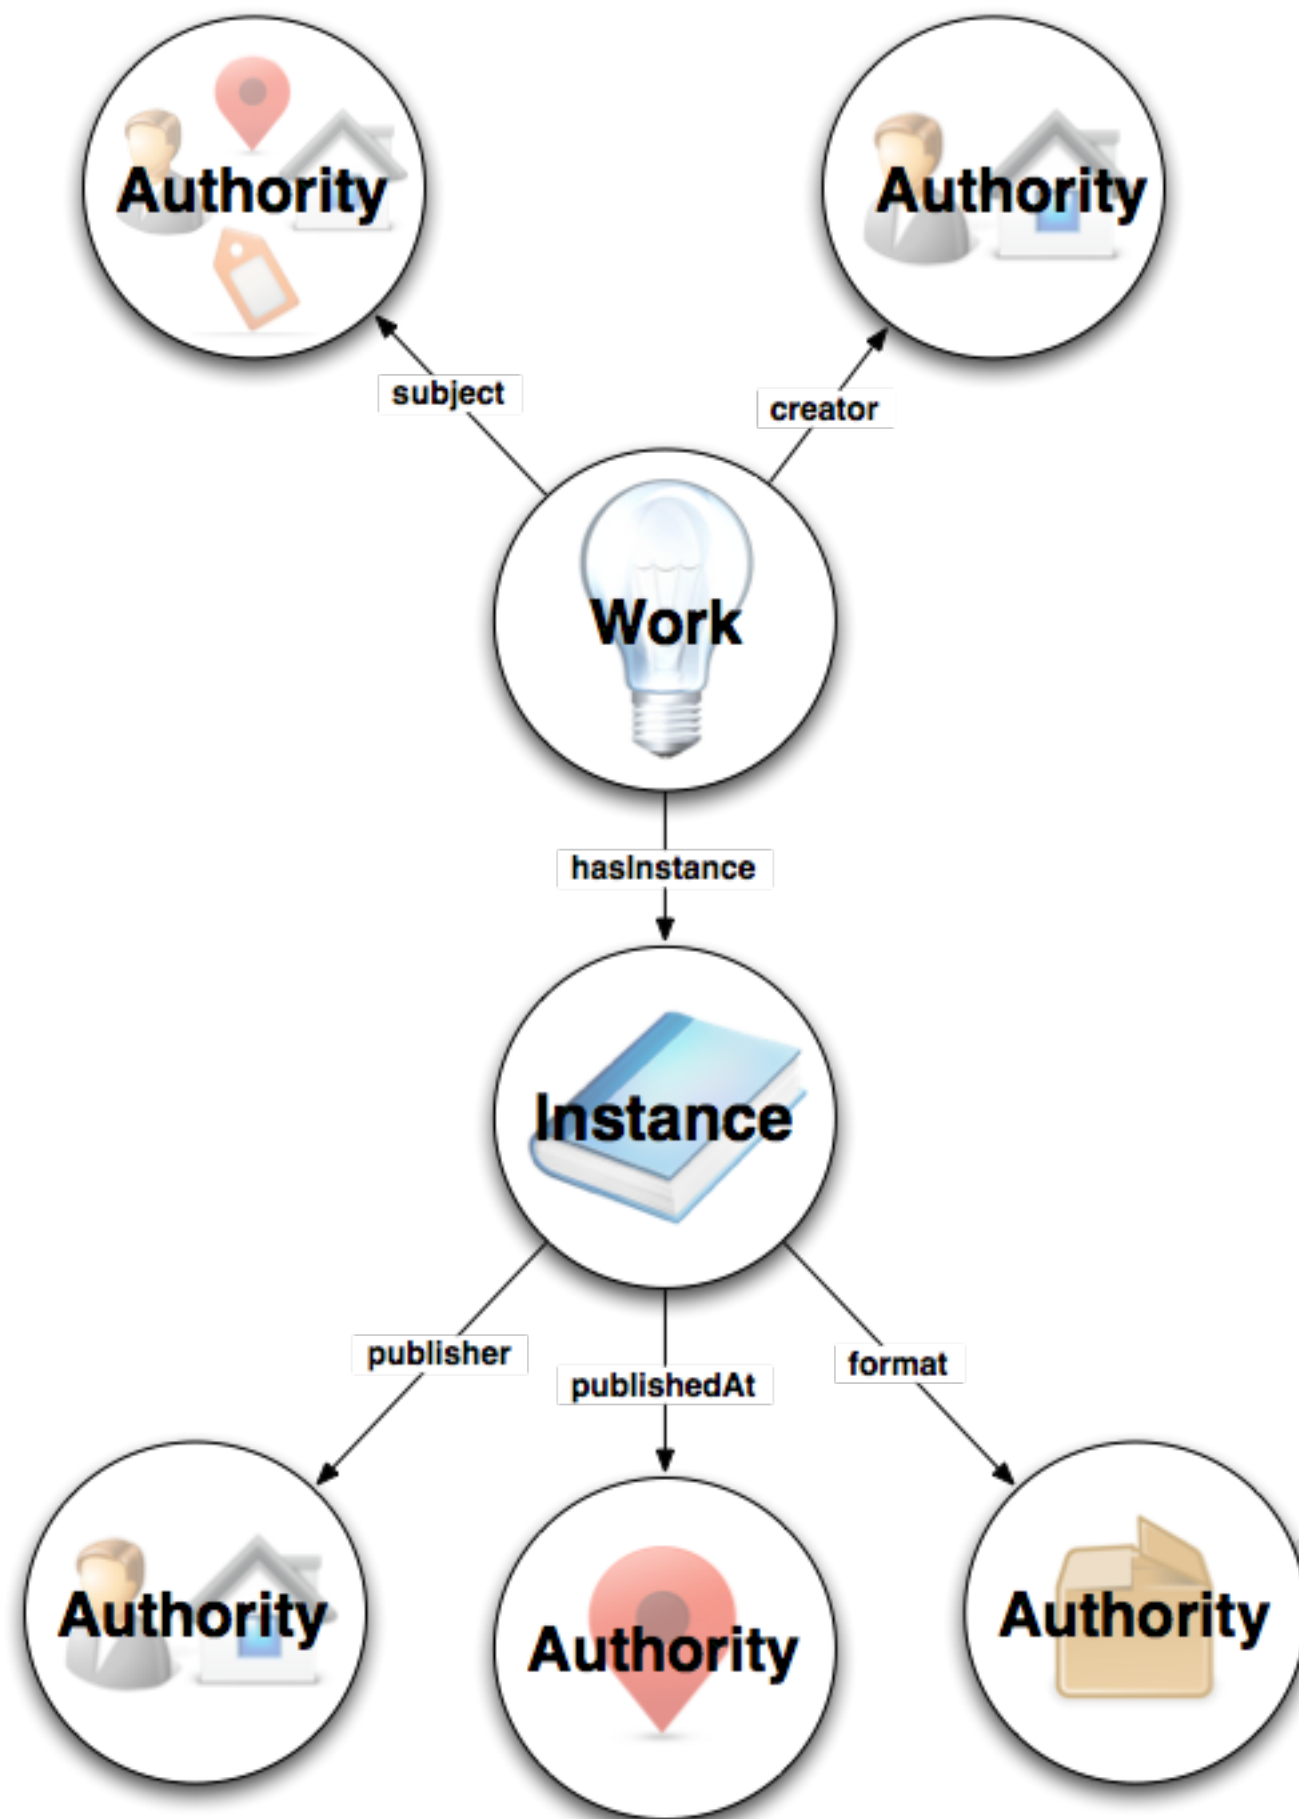 Authority
Authority
subject
creator
Work
hasInstance
Instance
publisher
publishedAt
format
Authority
Authority
Authority